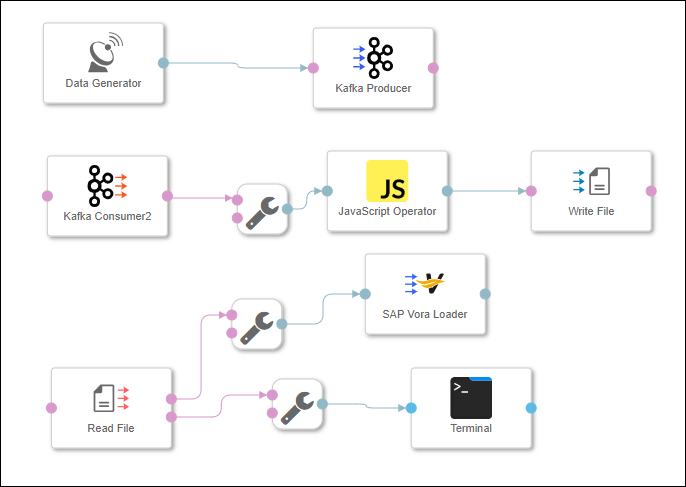 Data Generator
Kafka Producer
Kafka Consumer2
JS
JavaScript Operator
Write File
SAP Vora Loader
Read File
>_
Terminal